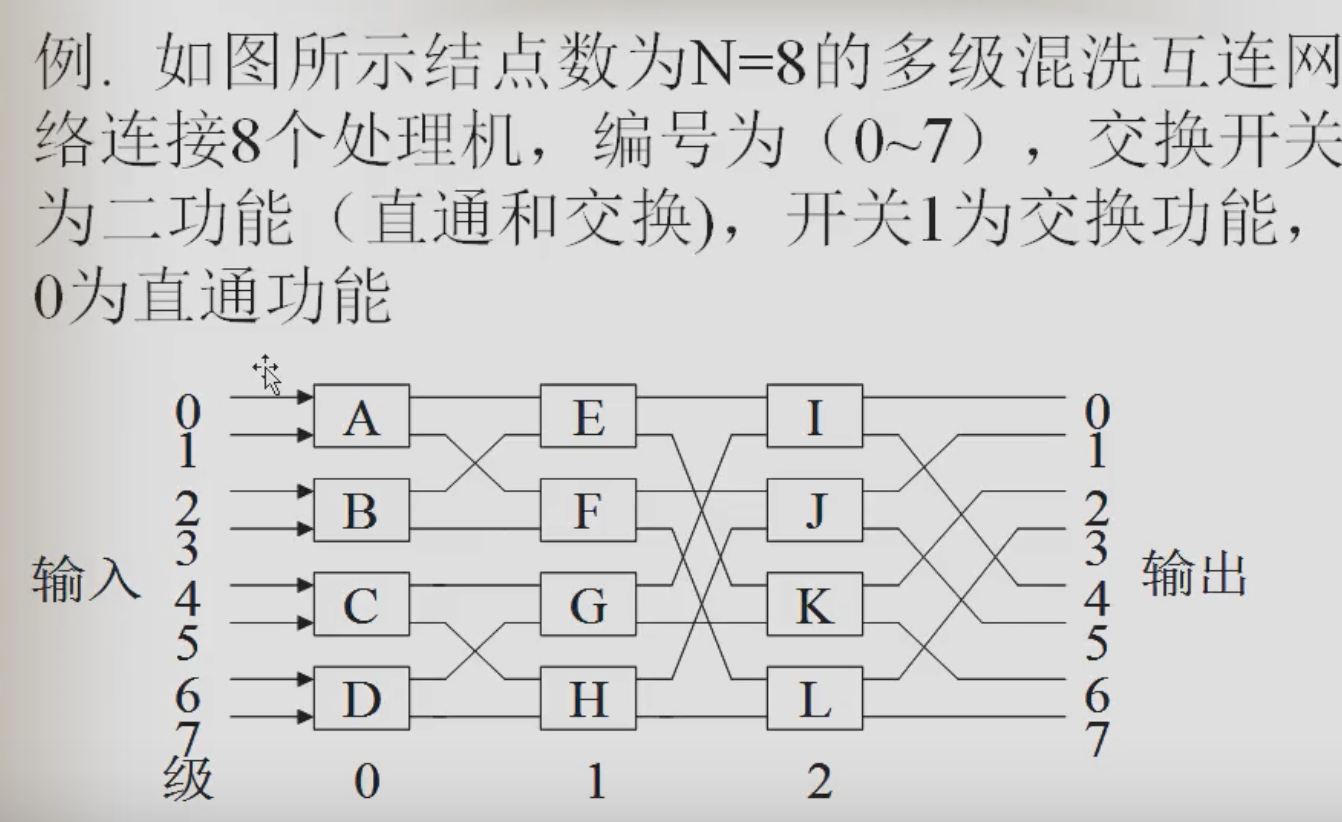 例. 如图所示结点数为N=8的多级混洗互连网
络连接8个处理机，编号为（0~7），交换开关
为二功能（直通和交换)，开关1为交换功能，
0为直通功能
0 A E I 0
1 1
2 B F J 2
3 3
输入 输出
4 C G K 4
5 5
6 D H L 6
7 7
级 0 1 2